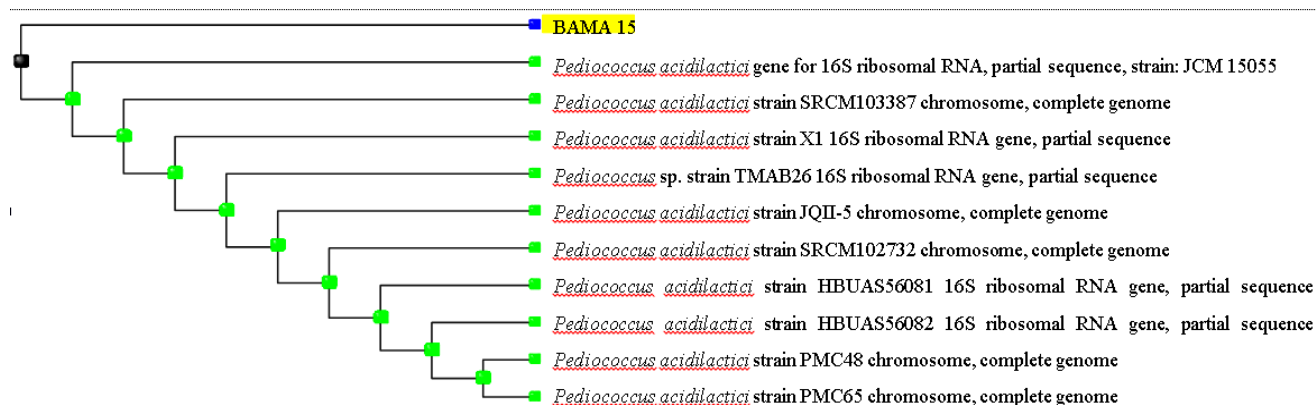 BAMA 15
Pediococcus acidilactici gene for 16S ribosomal RNA, partial sequence, strain: JCM 15055
Pediococcus acidilactici strain SRCM103387 chromosome, complete genome
Pediococcus acidilactici strain X1 16S ribosomal RNA gene, partial sequence
Pediococcus sp. strain TMAB26 16S ribosomal RNA gene, partial sequence
Pediococcus acidilactici strain JQII-5 chromosome, complete genome
Pediococcus acidilactici strain SRCM102732 chromosome, complete genome
Pediococcus acidilactici strain HBUAS56081 16S ribosomal RNA gene, partial sequence
Pediococcus acidilactici strain HBUAS56082 16S ribosomal RNA gene, partial sequence
Pediococcus acidilactici strain PMC48 chromosome, complete genome
Pediococcus acidilactici strain PMC65 chromosome, complete genome